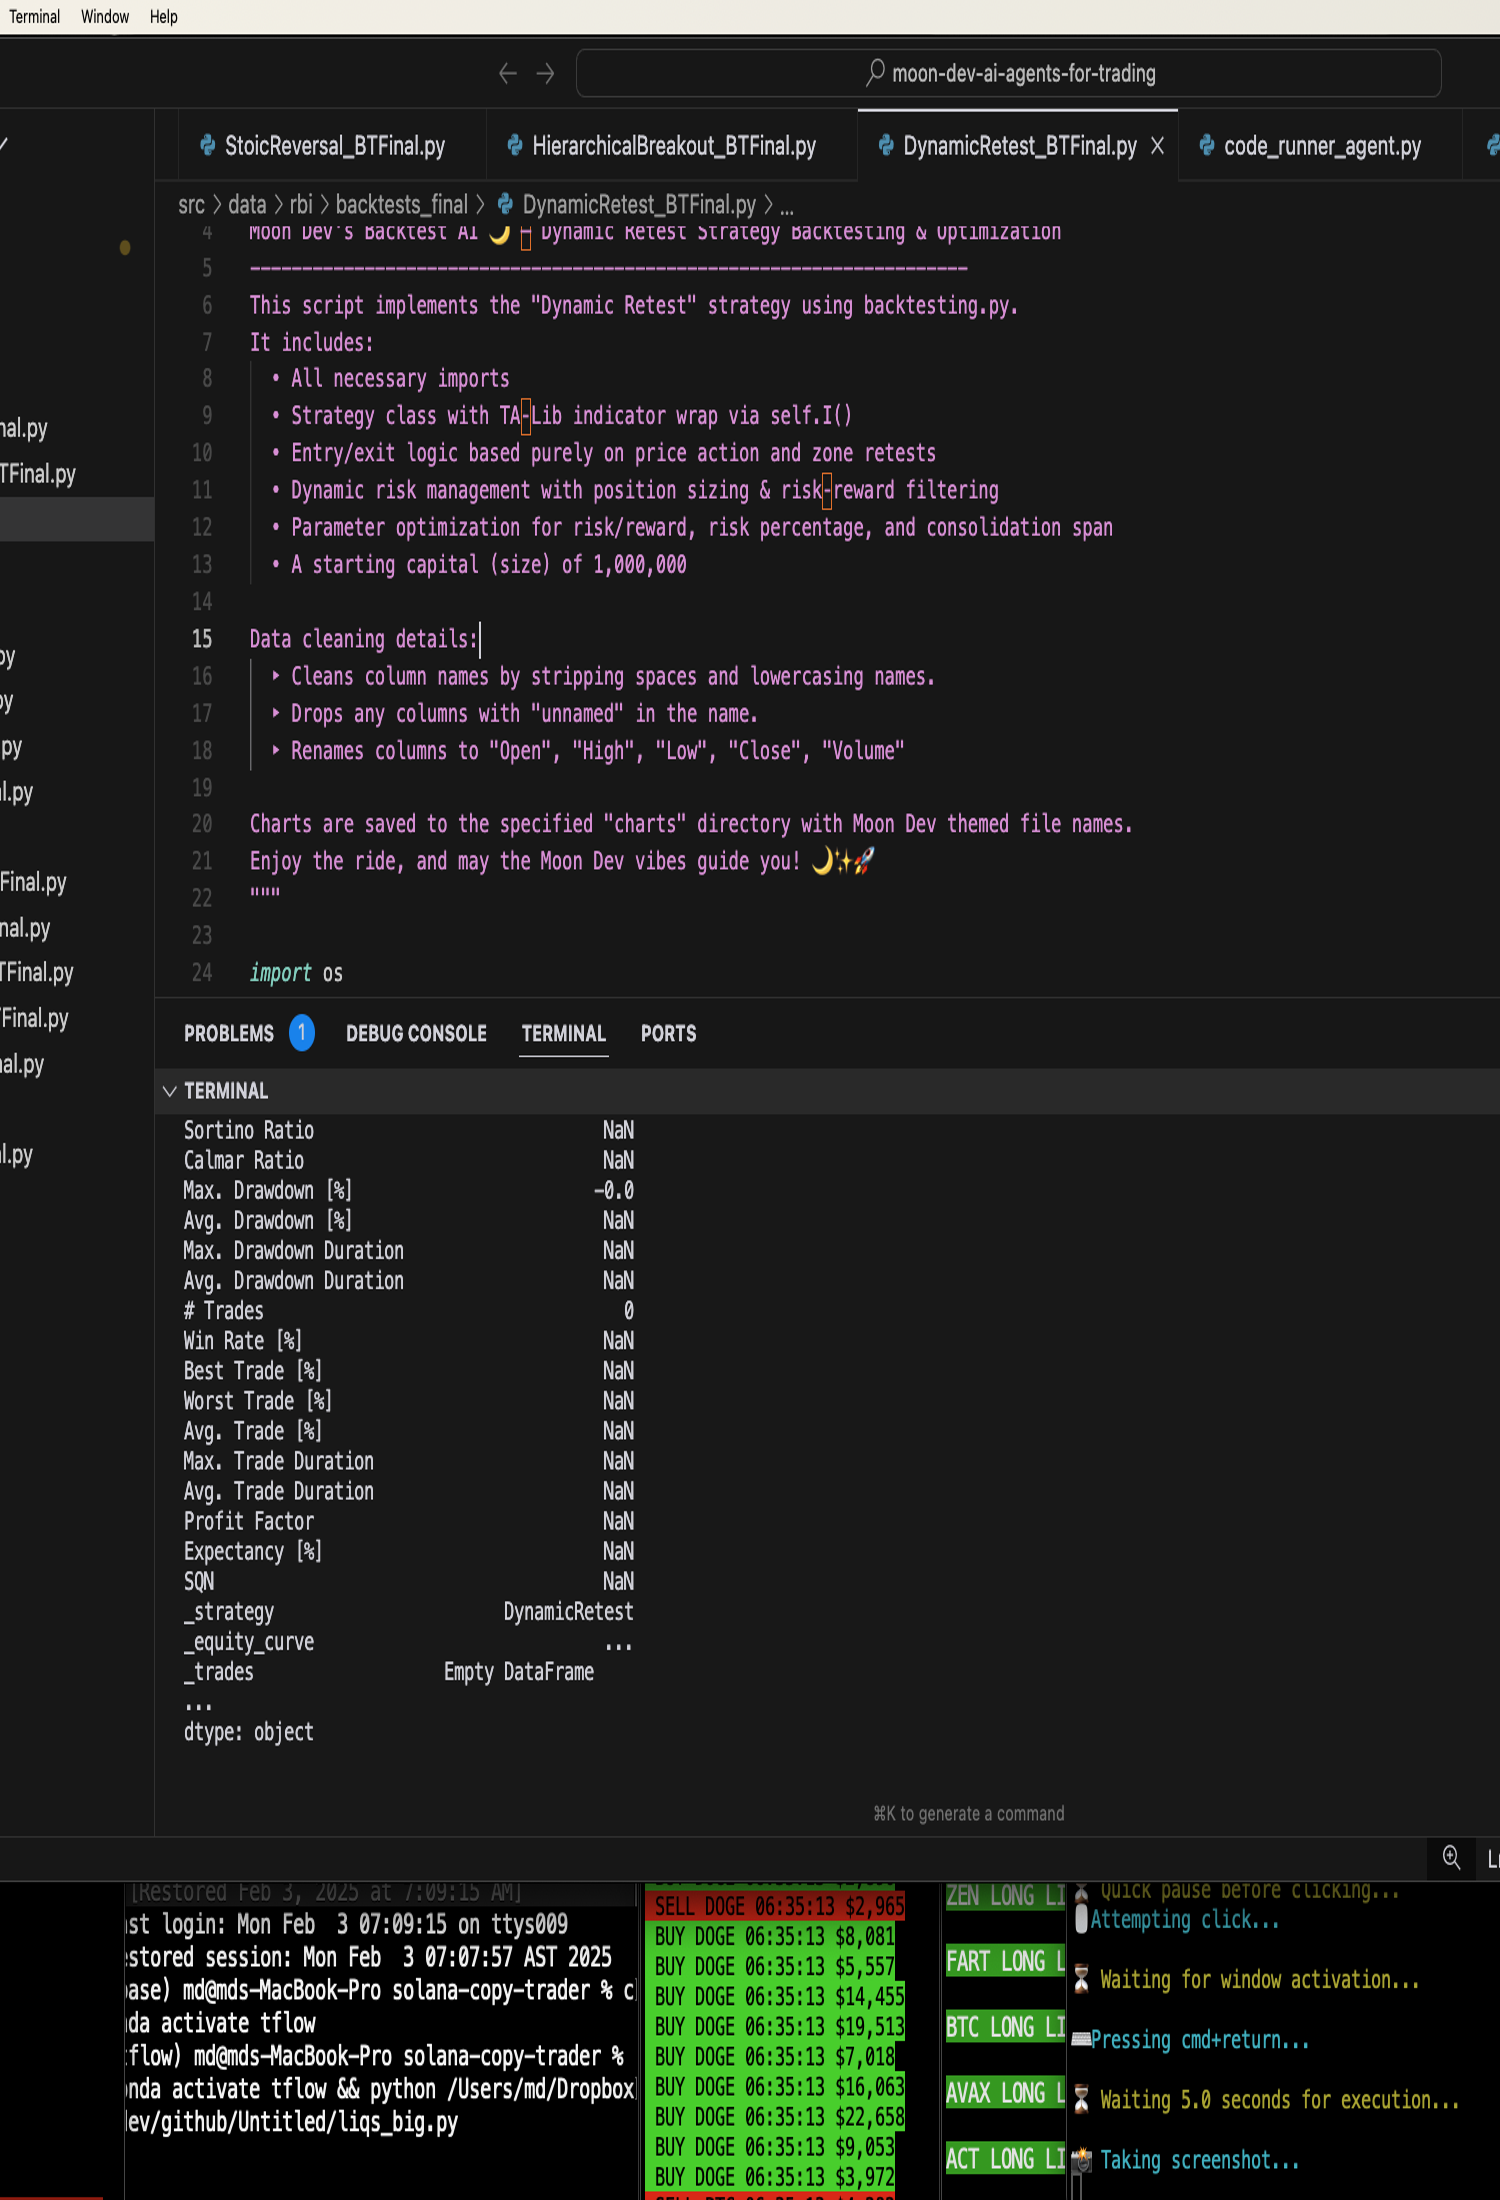 Terminal Window Help
moon-dev-ai-agents-for-trading
StoicReversal_BTFinal.py HierarchicalBreakout_BTFinal.py DynamicRetest_BTFinal.py code_runner_agent.py
src > data > rbi > backtests_final > DynamicRetest_BTFinal.py > ...
4 Moon Dev's Backtest AI 🌙 – Dynamic Retest Strategy Backtesting & Optimization
5 ––––––––––––––––––––––––––––––––––––––––––––––––––––––––––––––––––––
6 This script implements the "Dynamic Retest" strategy using backtesting.py.
7 It includes:
8 • All necessary imports
9 • Strategy class with TA‑Lib indicator wrap via self.I()
10 • Entry/exit logic based purely on price action and zone retests
11 • Dynamic risk management with position sizing & risk‑reward filtering
12 • Parameter optimization for risk/reward, risk percentage, and consolidation span
13 • A starting capital (size) of 1,000,000
14
15 Data cleaning details:
16 ‣ Cleans column names by stripping spaces and lowercasing names.
17 ‣ Drops any columns with "unnamed" in the name.
18 ‣ Renames columns to "Open", "High", "Low", "Close", "Volume"
19
20 Charts are saved to the specified "charts" directory with Moon Dev themed file names.
21 Enjoy the ride, and may the Moon Dev vibes guide you! 🌙✨🚀
22 """
23
24 import os
nal.py
TFinal.py
py
py
py
l.py
Final.py
nal.py
TFinal.py
TFinal.py
nal.py
l.py
PROBLEMS 1 DEBUG CONSOLE TERMINAL PORTS
TERMINAL
Sortino Ratio NaN
Calmar Ratio NaN
Max. Drawdown [%] -0.0
Avg. Drawdown [%] NaN
Max. Drawdown Duration NaN
Avg. Drawdown Duration NaN
# Trades 0
Win Rate [%] NaN
Best Trade [%] NaN
Worst Trade [%] NaN
Avg. Trade [%] NaN
Max. Trade Duration NaN
Avg. Trade Duration NaN
Profit Factor NaN
Expectancy [%] NaN
SQN NaN
_strategy DynamicRetest
_equity_curve ...
_trades Empty DataFrame
...
dtype: object
⌘K to generate a command
[Restored Feb 3, 2025 at 7:09:15 AM]
ast login: Mon Feb  3 07:09:15 on ttys009
estored session: Mon Feb  3 07:07:57 AST 2025
base) md@mds-MacBook-Pro solana-copy-trader % c
nda activate tflow
tflow) md@mds-MacBook-Pro solana-copy-trader %
onda activate tflow && python /Users/md/Dropbox
dev/github/Untitled/liqs_big.py
SELL DOGE 06:35:13 $2,965
BUY DOGE 06:35:13 $8,081
BUY DOGE 06:35:13 $5,557
BUY DOGE 06:35:13 $14,455
BUY DOGE 06:35:13 $19,513
BUY DOGE 06:35:13 $7,018
BUY DOGE 06:35:13 $16,063
BUY DOGE 06:35:13 $22,658
BUY DOGE 06:35:13 $9,053
BUY DOGE 06:35:13 $3,972
ZEN LONG LI
FART LONG L
BTC LONG LI
AVAX LONG L
ACT LONG LI
⏳ Quick pause before clicking...
Attempting click...
⏳ Waiting for window activation...
⌨️Pressing cmd+return...
⏳ Waiting 5.0 seconds for execution...
📸 Taking screenshot...